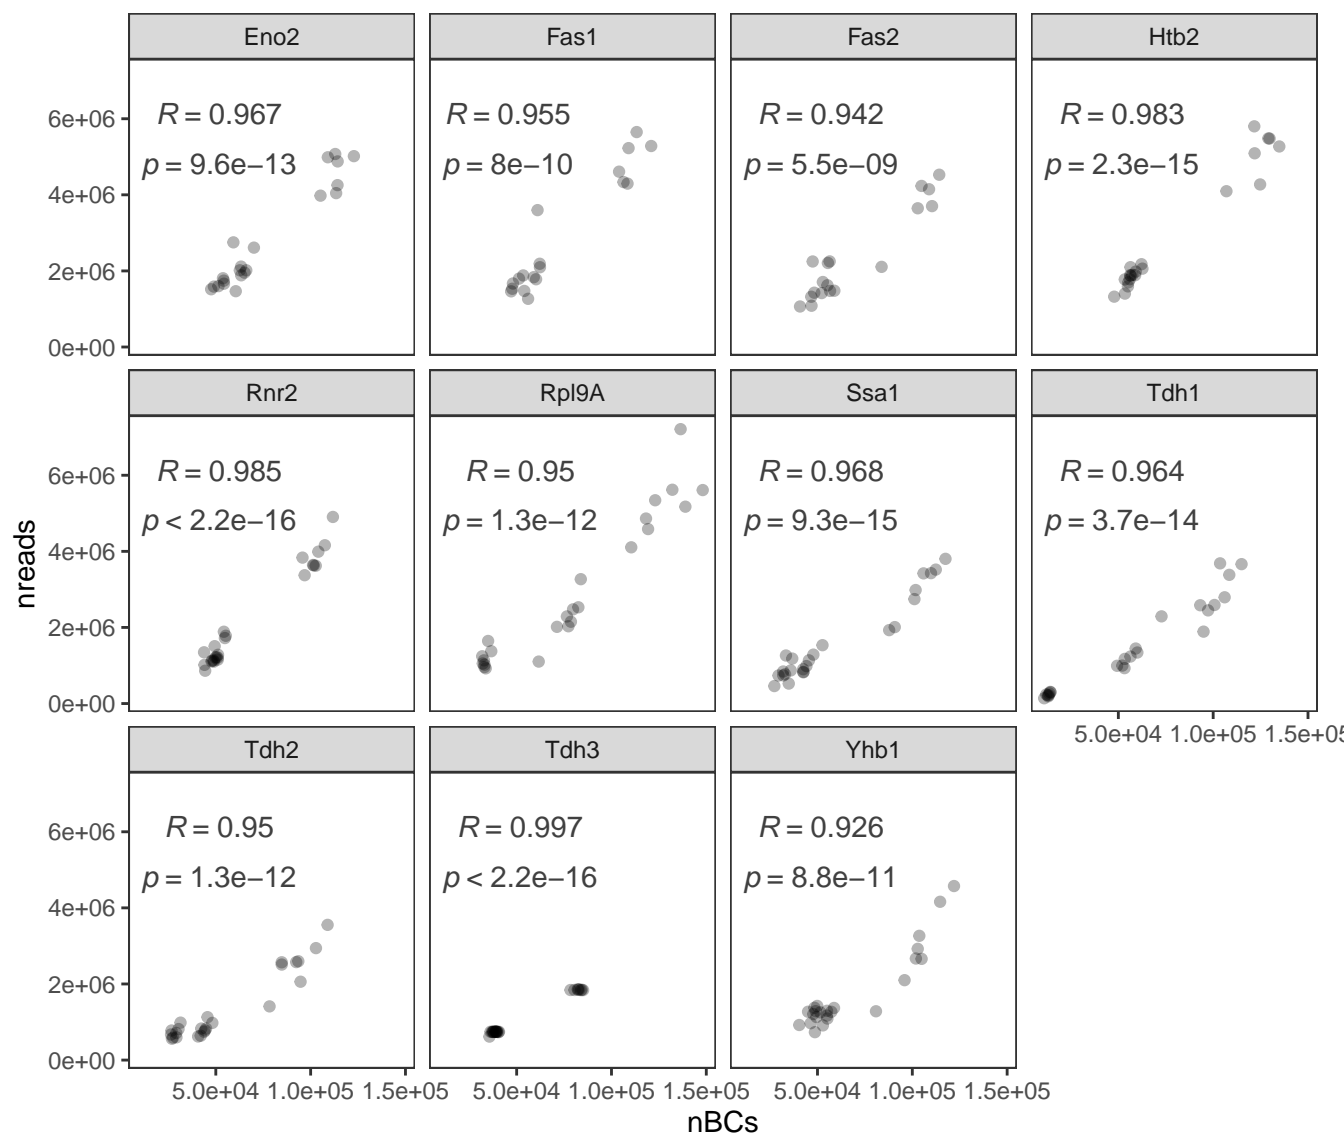 Eno2 Fas1 Fas2 Htb2
R = 0.967 R = 0.955 R = 0.942 R = 0.983
p = 9.6e−13 p = 8e−10 p = 5.5e−09 p = 2.3e−15
6e+06
4e+06
2e+06
0e+00
Rnr2 Rpl9A Ssa1 Tdh1
R = 0.985 R = 0.95 R = 0.968 R = 0.964
p < 2.2e−16 p = 1.3e−12 p = 9.3e−15 p = 3.7e−14
6e+06
4e+06
2e+06
0e+00
nreads
5.0e+04 1.0e+05 1.5e+05
Tdh2 Tdh3 Yhb1
R = 0.95 R = 0.997 R = 0.926
p = 1.3e−12 p < 2.2e−16 p = 8.8e−11
6e+06
4e+06
2e+06
0e+00
5.0e+04 1.0e+05 1.5e+05 5.0e+04 1.0e+05 1.5e+05 5.0e+04 1.0e+05 1.5e+05
nBCs